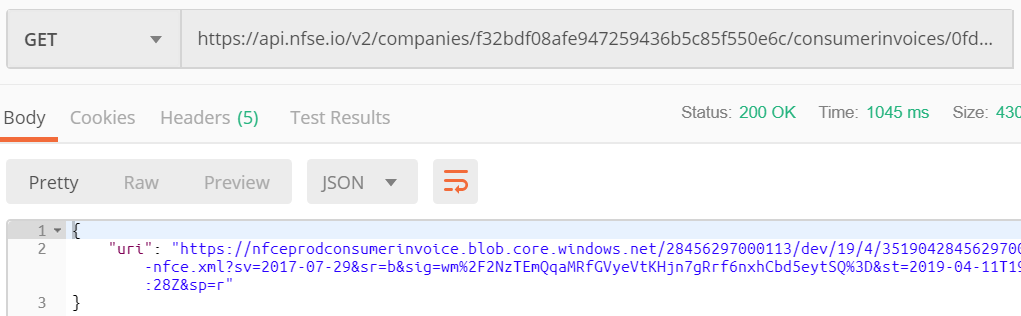 GET https://api.nfse.io/v2/companies/f32bdf08afe947259436b5c85f550e6c/consumerinvoices/0fd...
Body Cookies Headers (5) Test Results Status: 200 OK Time: 1045 ms Size: 430
Pretty Raw Preview JSON
1 {
2 "uri": "https://nfceprodconsumerinvoice.blob.core.windows.net/28456297000113/dev/19/4/35190428456297000
-nfce.xml?sv=2017-07-29&sr=b&sig=wm%2F2NzTEmQqaMRfGVyeVtKHjn7gRrf6nxhCbd5eytSQ%3D&st=2019-04-11T19
:28Z&sp=r"
3 }